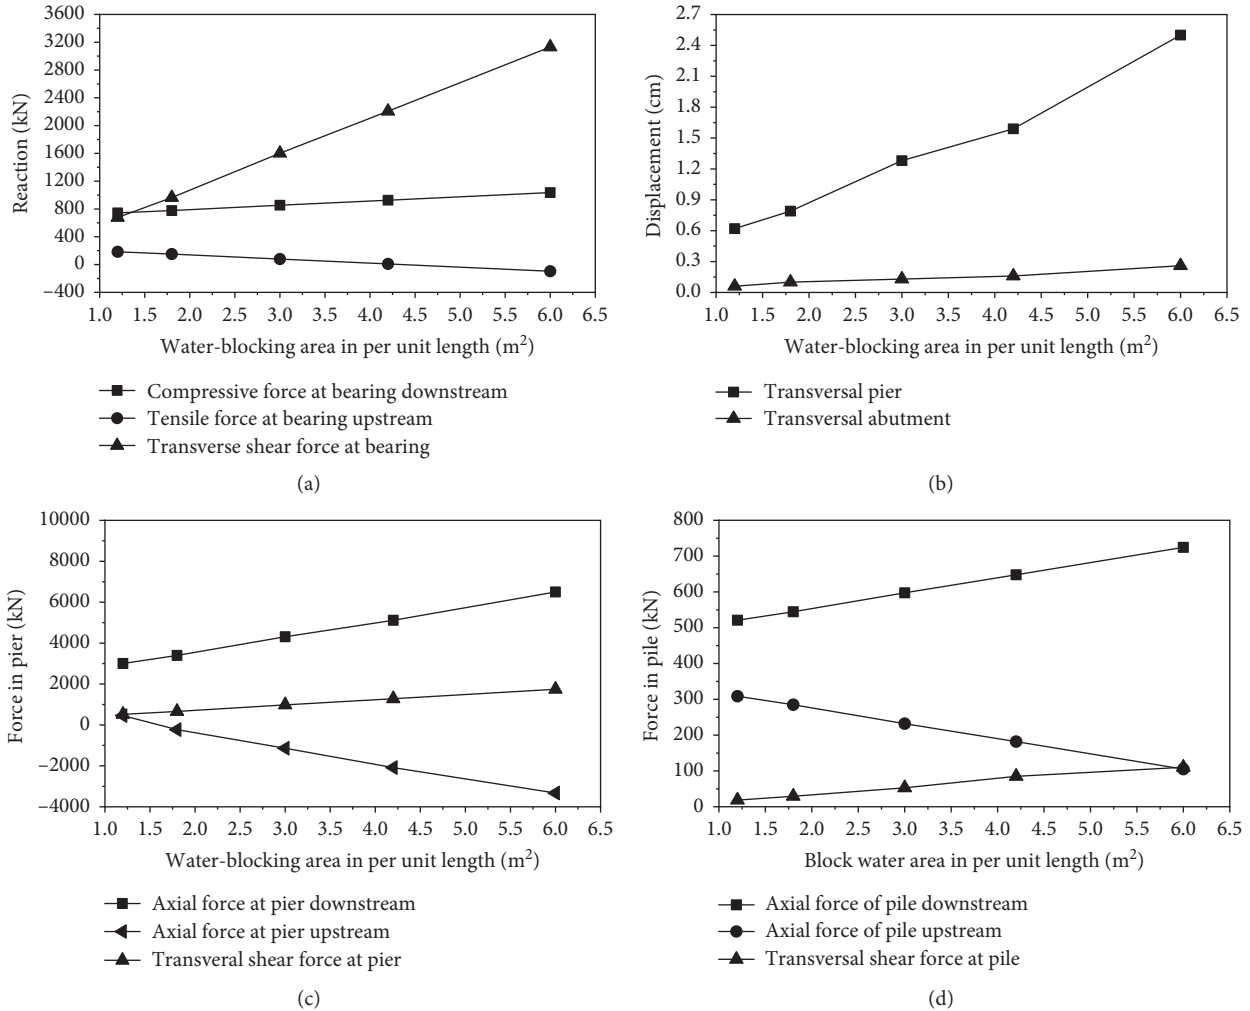 3600
3200
2800
2400
2000
1600
1200
800
400
0
−400
Reaction (kN)
1.0 1.5 2.0 2.5 3.0 3.5 4.0 4.5 5.0 5.5 6.0 6.5
Water-blocking area in per unit length (m²)
Compressive force at bearing downstream
Tensile force at bearing upstream
Transverse shear force at bearing
(a)
2.7
2.4
2.1
1.8
1.5
1.2
0.9
0.6
0.3
0.0
Displacement (cm)
1.0 1.5 2.0 2.5 3.0 3.5 4.0 4.5 5.0 5.5 6.0 6.5
Water-blocking area in per unit length (m²)
Transversal pier
Transversal abutment
(b)
10000
8000
6000
4000
2000
0
−2000
−4000
Force in pier (kN)
1.0 1.5 2.0 2.5 3.0 3.5 4.0 4.5 5.0 5.5 6.0 6.5
Water-blocking area in per unit length (m²)
Axial force at pier downstream
Axial force at pier upstream
Transveral shear force at pier
(c)
800
700
600
500
400
300
200
100
0
Force in pile (kN)
1.0 1.5 2.0 2.5 3.0 3.5 4.0 4.5 5.0 5.5 6.0 6.5
Block water area in per unit length (m²)
Axial force of pile downstream
Axial force of pile upstream
Transversal shear force at pile
(d)